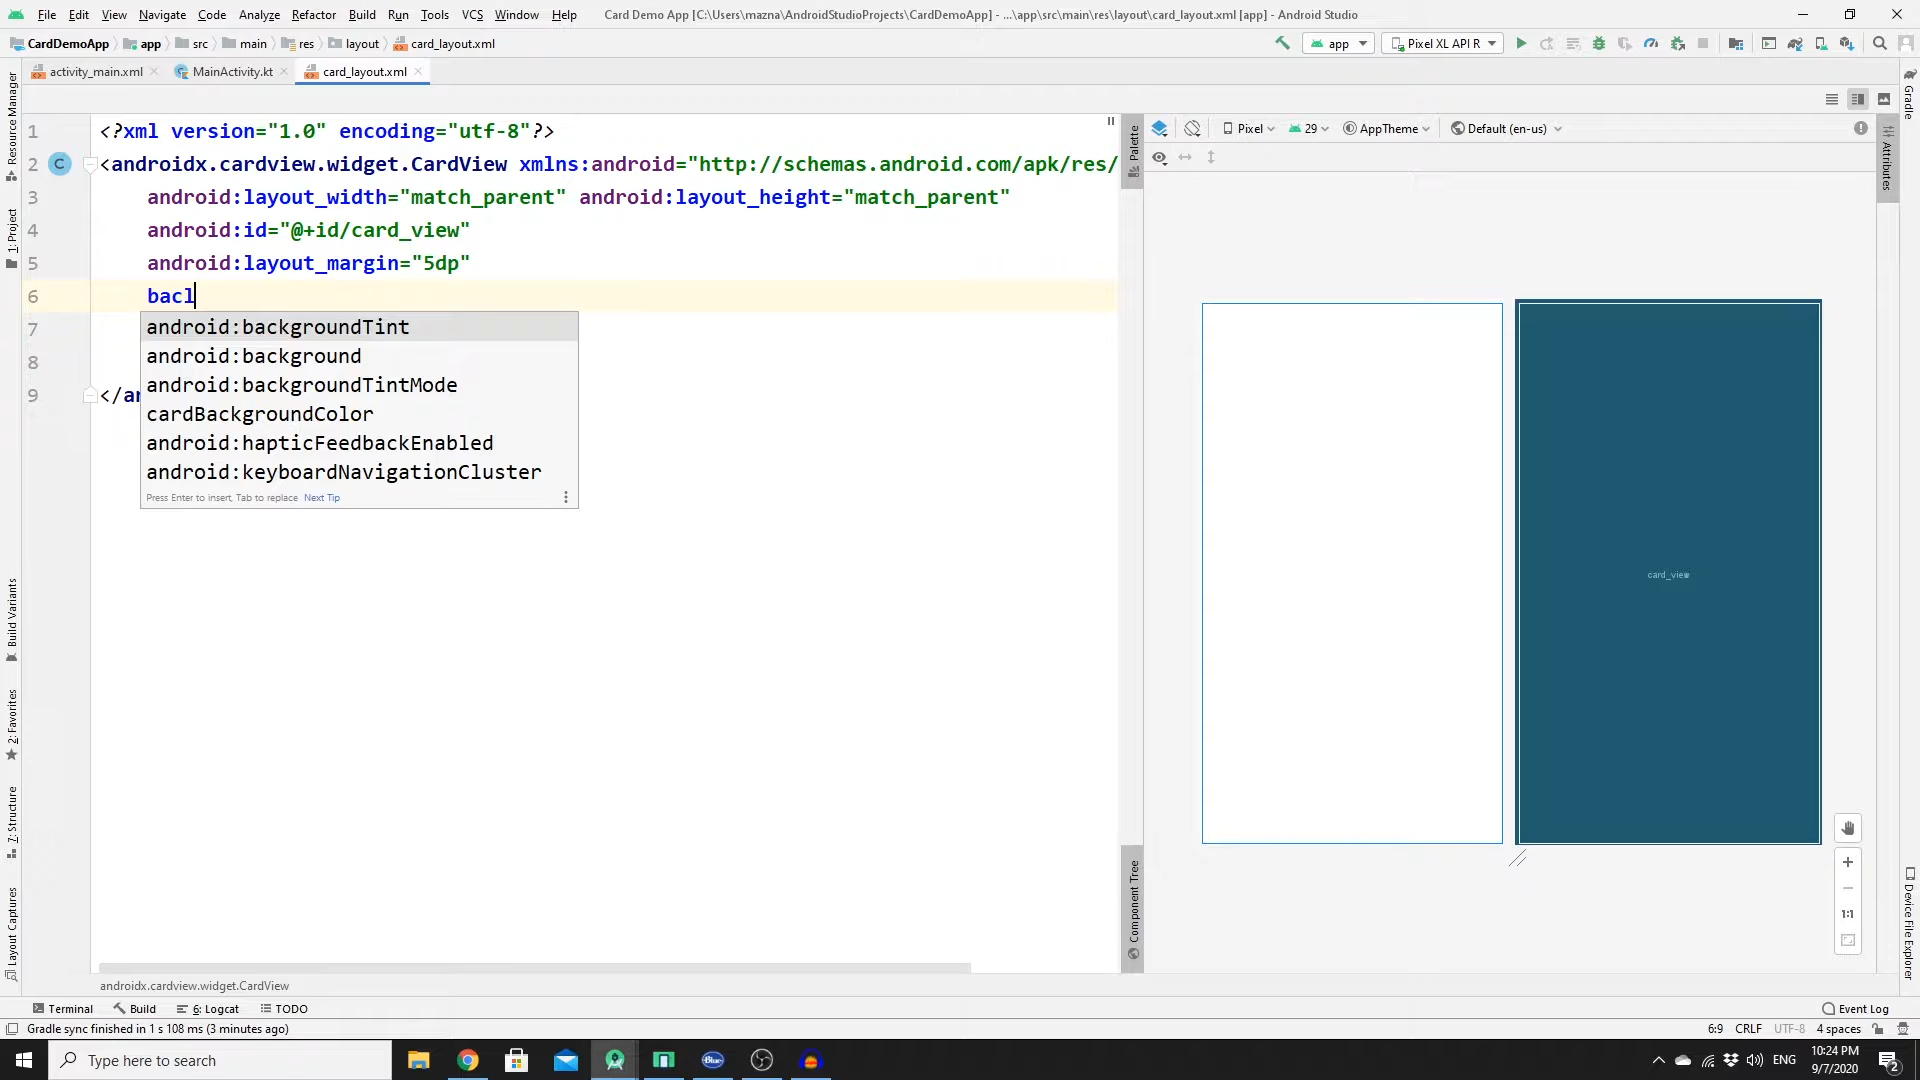 File Edit View Navigate Code Analyze Refactor Build Run Tools VCS Window Help Card Demo App [C:\Users\mazna\AndroidStudioProjects\CardDemoApp] - ...\app\src\main\res\layout\card_layout.xml [app] - Android Studio
CardDemoApp app src main res layout card_layout.xml
app Pixel XL API R
activity_main.xml MainActivity.kt card_layout.xml
Resource Manager
1: Project
Build Variants
2: Favorites
7: Structure
Layout Captures
1 <?xml version="1.0" encoding="utf-8"?>
2 C <androidx.cardview.widget.CardView xmlns:android="http://schemas.android.com/apk/res/
3 android:layout_width="match_parent" android:layout_height="match_parent"
4 android:id="@+id/card_view"
5 android:layout_margin="5dp"
6 bacl
7
8
9 </an
android:backgroundTint
android:background
android:backgroundTintMode
cardBackgroundColor
android:hapticFeedbackEnabled
android:keyboardNavigationCluster
Press Enter to insert, Tab to replace Next Tip
Palette
Component Tree
Pixel 29 AppTheme Default (en-us)
card_view
1:1
Attributes
Gradle
Device File Explorer
androidx.cardview.widget.CardView
Terminal Build 6: Logcat TODO Event Log
Gradle sync finished in 1 s 108 ms (3 minutes ago) 6:9 CRLF UTF-8 4 spaces
Type here to search
Blue
ENG
10:24 PM
9/7/2020
2